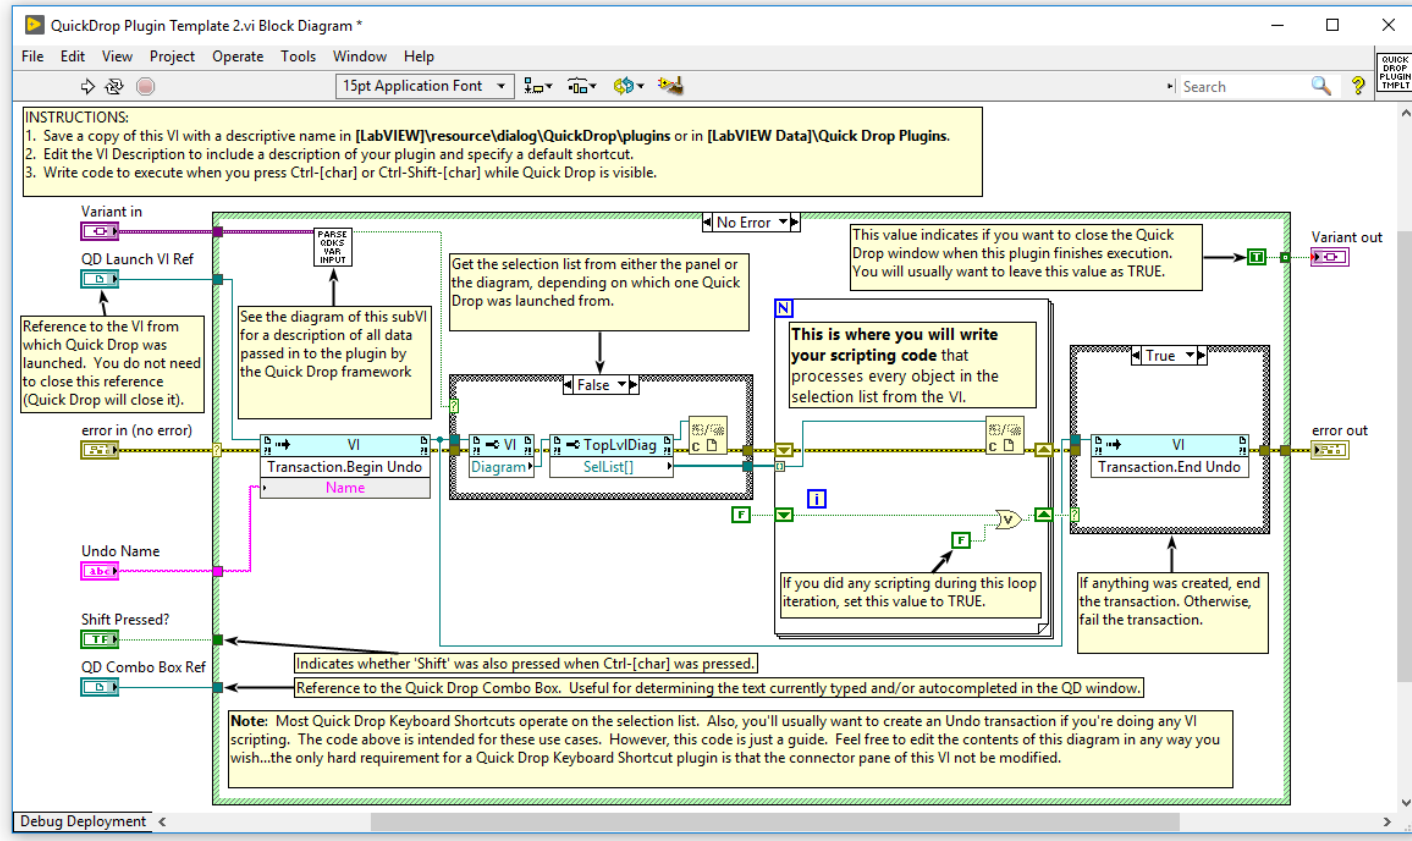 QuickDrop Plugin Template 2.vi Block Diagram *
File Edit View Project Operate Tools Window Help
15pt Application Font
Search
QUICK
DROP
PLUGIN
TMPLT
INSTRUCTIONS:
1. Save a copy of this VI with a descriptive name in [LabVIEW]\resource\dialog\QuickDrop\plugins or in [LabVIEW Data]\Quick Drop Plugins.
2. Edit the VI Description to include a description of your plugin and specify a default shortcut.
3. Write code to execute when you press Ctrl-[char] or Ctrl-Shift-[char] while Quick Drop is visible.
Variant in
QD Launch VI Ref
Reference to the VI from
which Quick Drop was
launched. You do not need
to close this reference
(Quick Drop will close it).
error in (no error)
Undo Name
abc
Shift Pressed?
TF
QD Combo Box Ref
No Error
PARSE
QDKS
VAR
INPUT
See the diagram of this subVI
for a description of all data
passed in to the plugin by
the Quick Drop framework
VI
Transaction.Begin Undo
Name
Get the selection list from either the panel or
the diagram, depending on which one Quick
Drop was launched from.
False
VI
Diagram
TopLvlDiag
SelList[]
N
This is where you will write
your scripting code that
processes every object in the
selection list from the VI.
i
F
F
If you did any scripting during this loop
iteration, set this value to TRUE.
This value indicates if you want to close the Quick
Drop window when this plugin finishes execution.
You will usually want to leave this value as TRUE.
T
Variant out
True
VI
Transaction.End Undo
error out
If anything was created, end
the transaction. Otherwise,
fail the transaction.
Indicates whether 'Shift' was also pressed when Ctrl-[char] was pressed.
Reference to the Quick Drop Combo Box. Useful for determining the text currently typed and/or autocompleted in the QD window.
Note: Most Quick Drop Keyboard Shortcuts operate on the selection list. Also, you'll usually want to create an Undo transaction if you're doing any VI
scripting. The code above is intended for these use cases. However, this code is just a guide. Feel free to edit the contents of this diagram in any way you
wish...the only hard requirement for a Quick Drop Keyboard Shortcut plugin is that the connector pane of this VI not be modified.
Debug Deployment